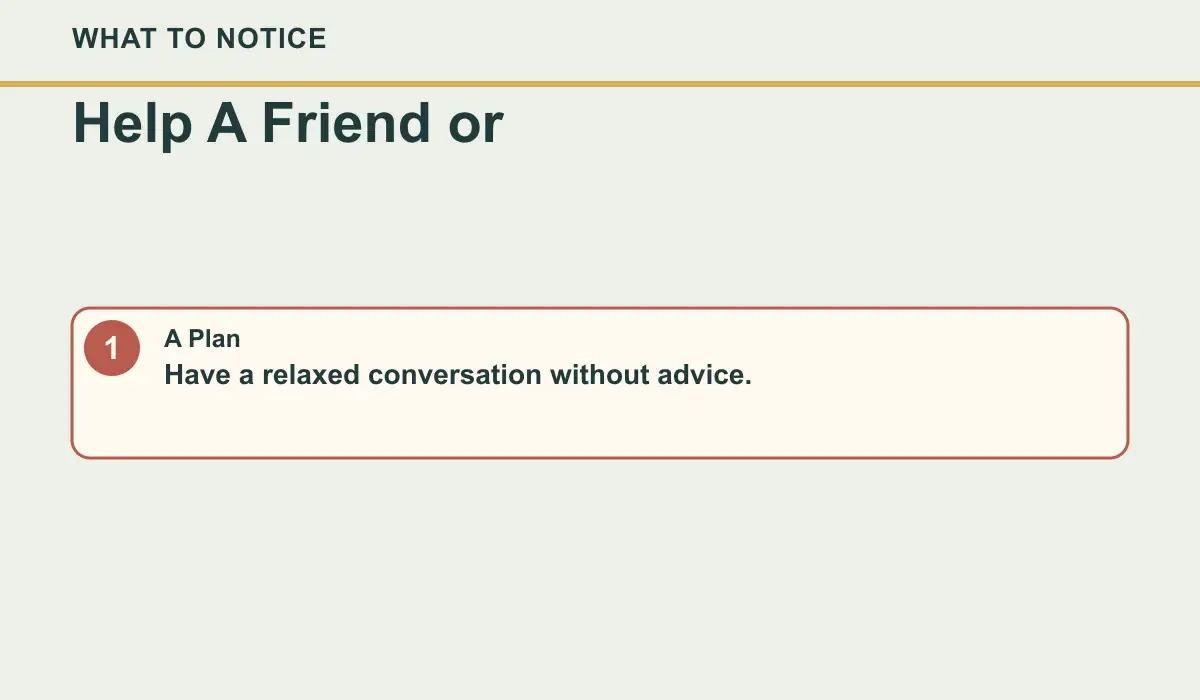 WHAT TO NOTICE
Help A Friend or
1
A Plan
Have a relaxed conversation without advice.